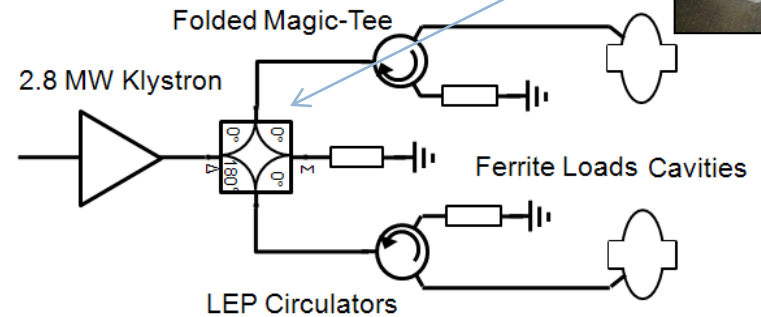 Folded Magic-Tee
2.8 MW Klystron
0° 0°
Δ 180° 0° Σ
Ferrite Loads Cavities
LEP Circulators